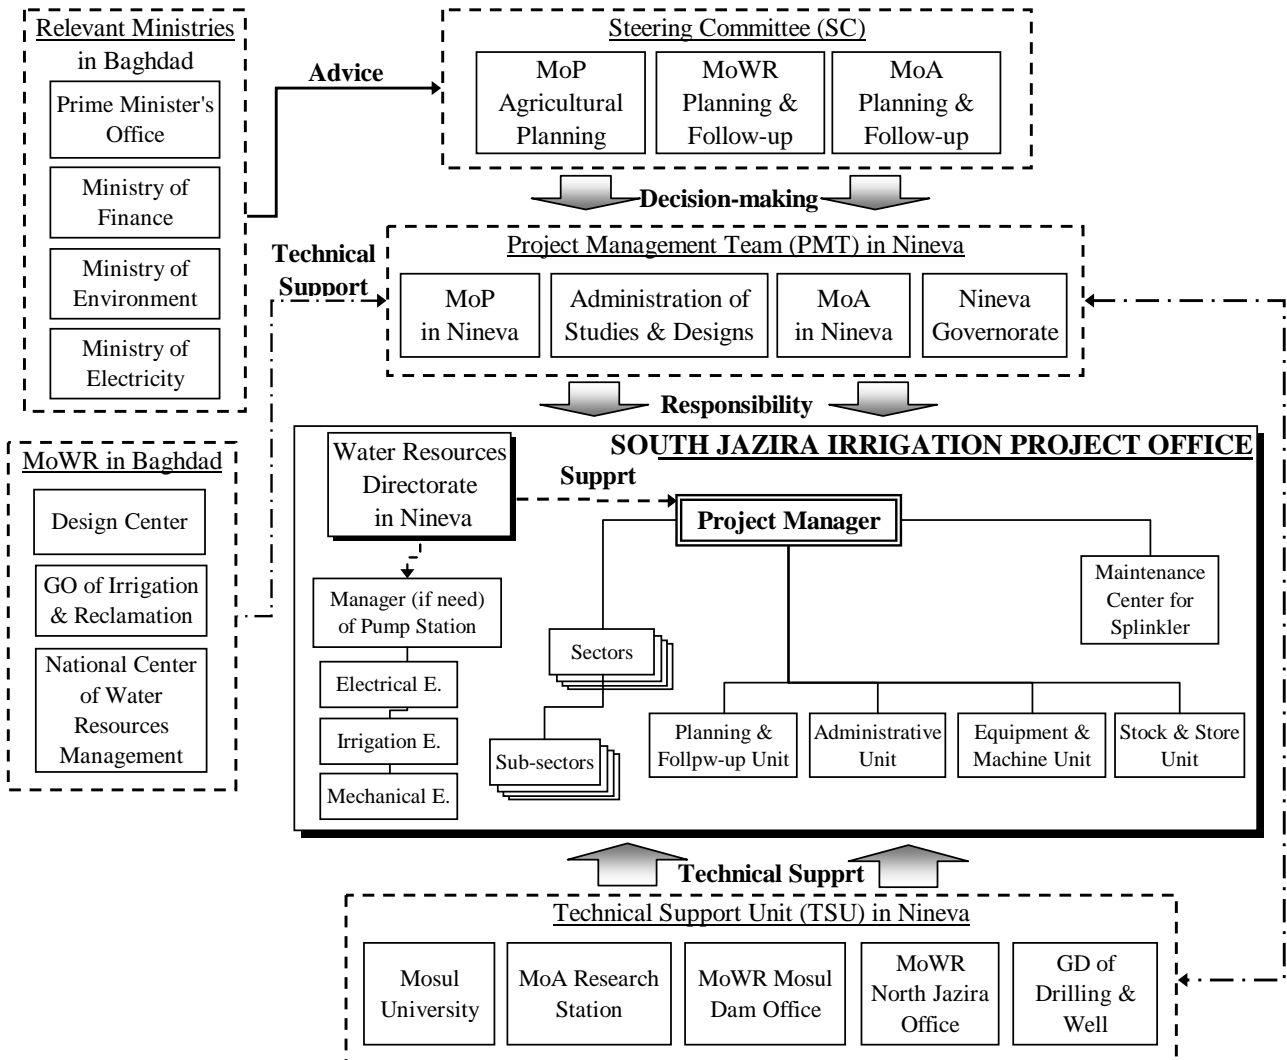 Relevant Ministries
in Baghdad
Prime Minister's
Office
Ministry of
Finance
Ministry of
Environment
Ministry of
Electricity
Advice
Steering Committee (SC)
MoP
Agricultural
Planning
MoWR
Planning &
Follow-up
MoA
Planning &
Follow-up
Decision-making
Technical
Support
Project Management Team (PMT) in Nineva
MoP
in Nineva
Administration of
Studies & Designs
MoA
in Nineva
Nineva
Governorate
Responsibility
MoWR in Baghdad
Design Center
GO of Irrigation
& Reclamation
National Center
of Water
Resources
Management
SOUTH JAZIRA IRRIGATION PROJECT OFFICE
Water Resources
Directorate
in Nineva
Supprt
Project Manager
Manager (if need)
of Pump Station
Electrical E.
Irrigation E.
Mechanical E.
Sectors
Sub-sectors
Maintenance
Center for
Splinkler
Planning &
Follpw-up Unit
Administrative
Unit
Equipment &
Machine Unit
Stock & Store
Unit
Technical Supprt
Technical Support Unit (TSU) in Nineva
Mosul
University
MoA Research
Station
MoWR Mosul
Dam Office
MoWR
North Jazira
Office
GD of
Drilling &
Well